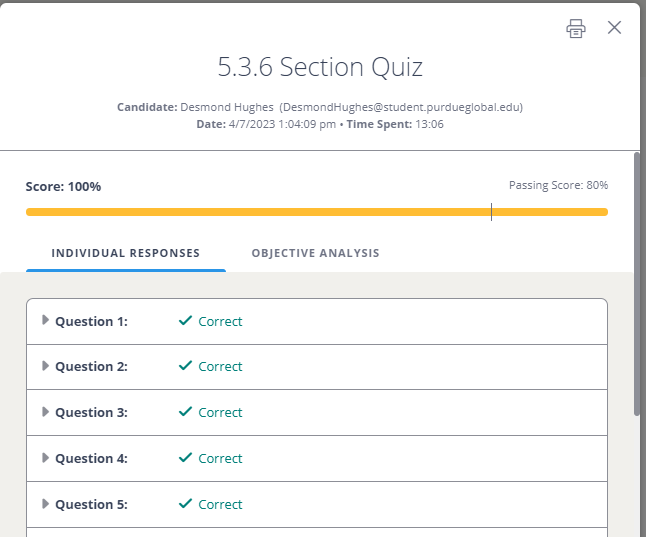 5.3.6 Section Quiz
Candidate: Desmond Hughes (DesmondHughes@student.purdueglobal.edu)
Date: 4/7/2023 1:04:09 pm • Time Spent: 13:06
Score: 100% Passing Score: 80%
INDIVIDUAL RESPONSES OBJECTIVE ANALYSIS
Question 1: Correct
Question 2: Correct
Question 3: Correct
Question 4: Correct
Question 5: Correct